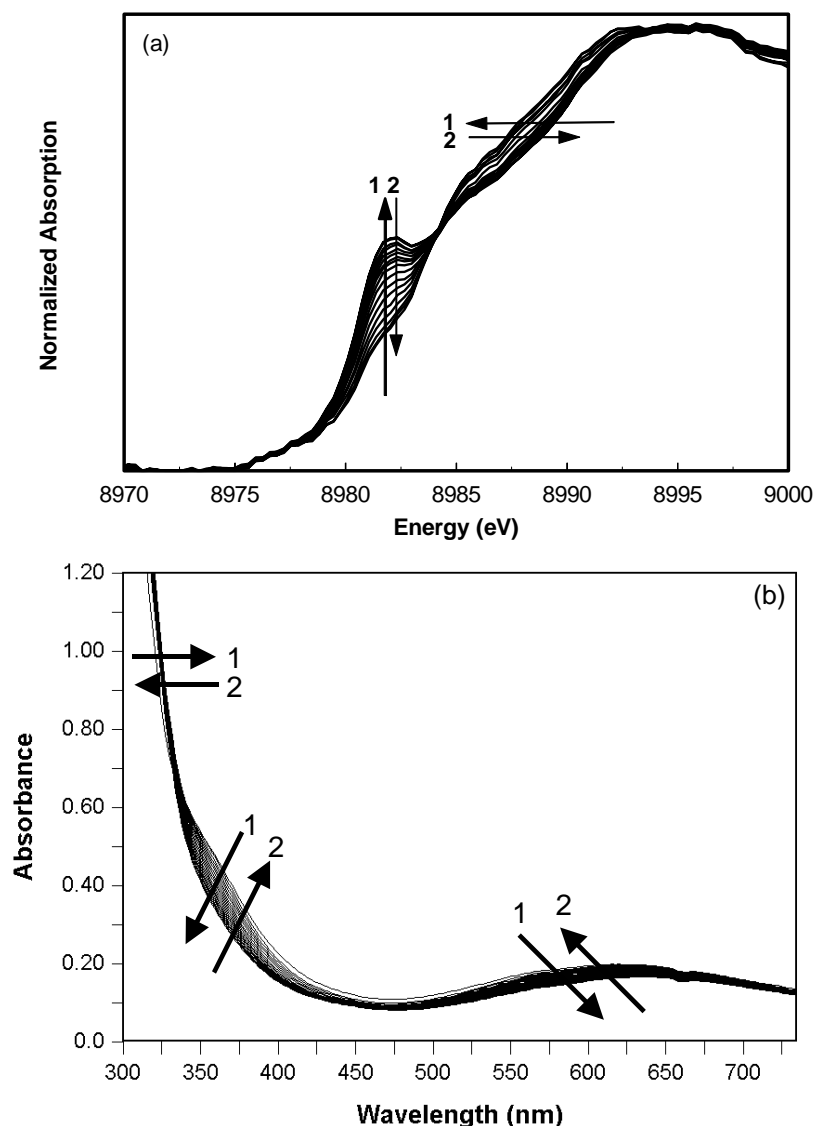 (a)
1
2
1 2
Normalized Absorption
8970 8975 8980 8985 8990 8995 9000
Energy (eV)
(b)
1.20
1.00
0.80
0.60
0.40
0.20
0.0
1
2
1
2
1 2
Absorbance
300 350 400 450 500 550 600 650 700
Wavelength (nm)